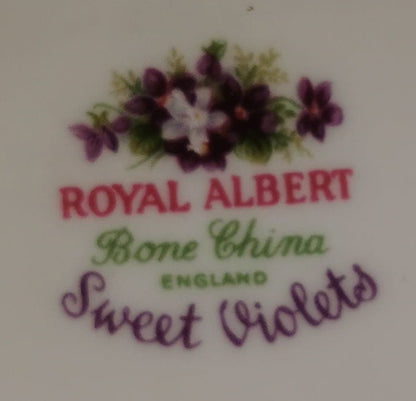 ROYAL ALBERT
Bone China
ENGLAND
Sweet Violets